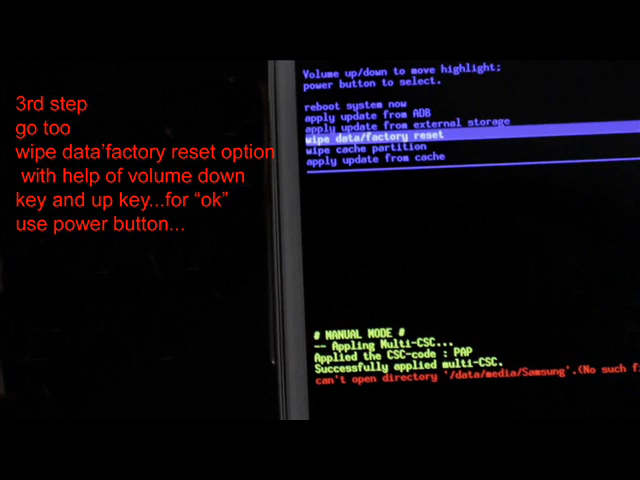 3rd step
go too
wipe data'factory reset option
with help of volume down
key and up key...for “ok”
use power button...
Volume up/down to move highlight;
power button to select.
reboot system now
apply update from ADB
apply update from external storage
wipe data/factory reset
wipe cache partition
apply update from cache
# MANUAL MODE #
-- Appling Multi-CSC...
Applied the CSC-code : PAP
Successfully applied multi-CSC.
can't open directory '/data/media/Samsung'.(No such